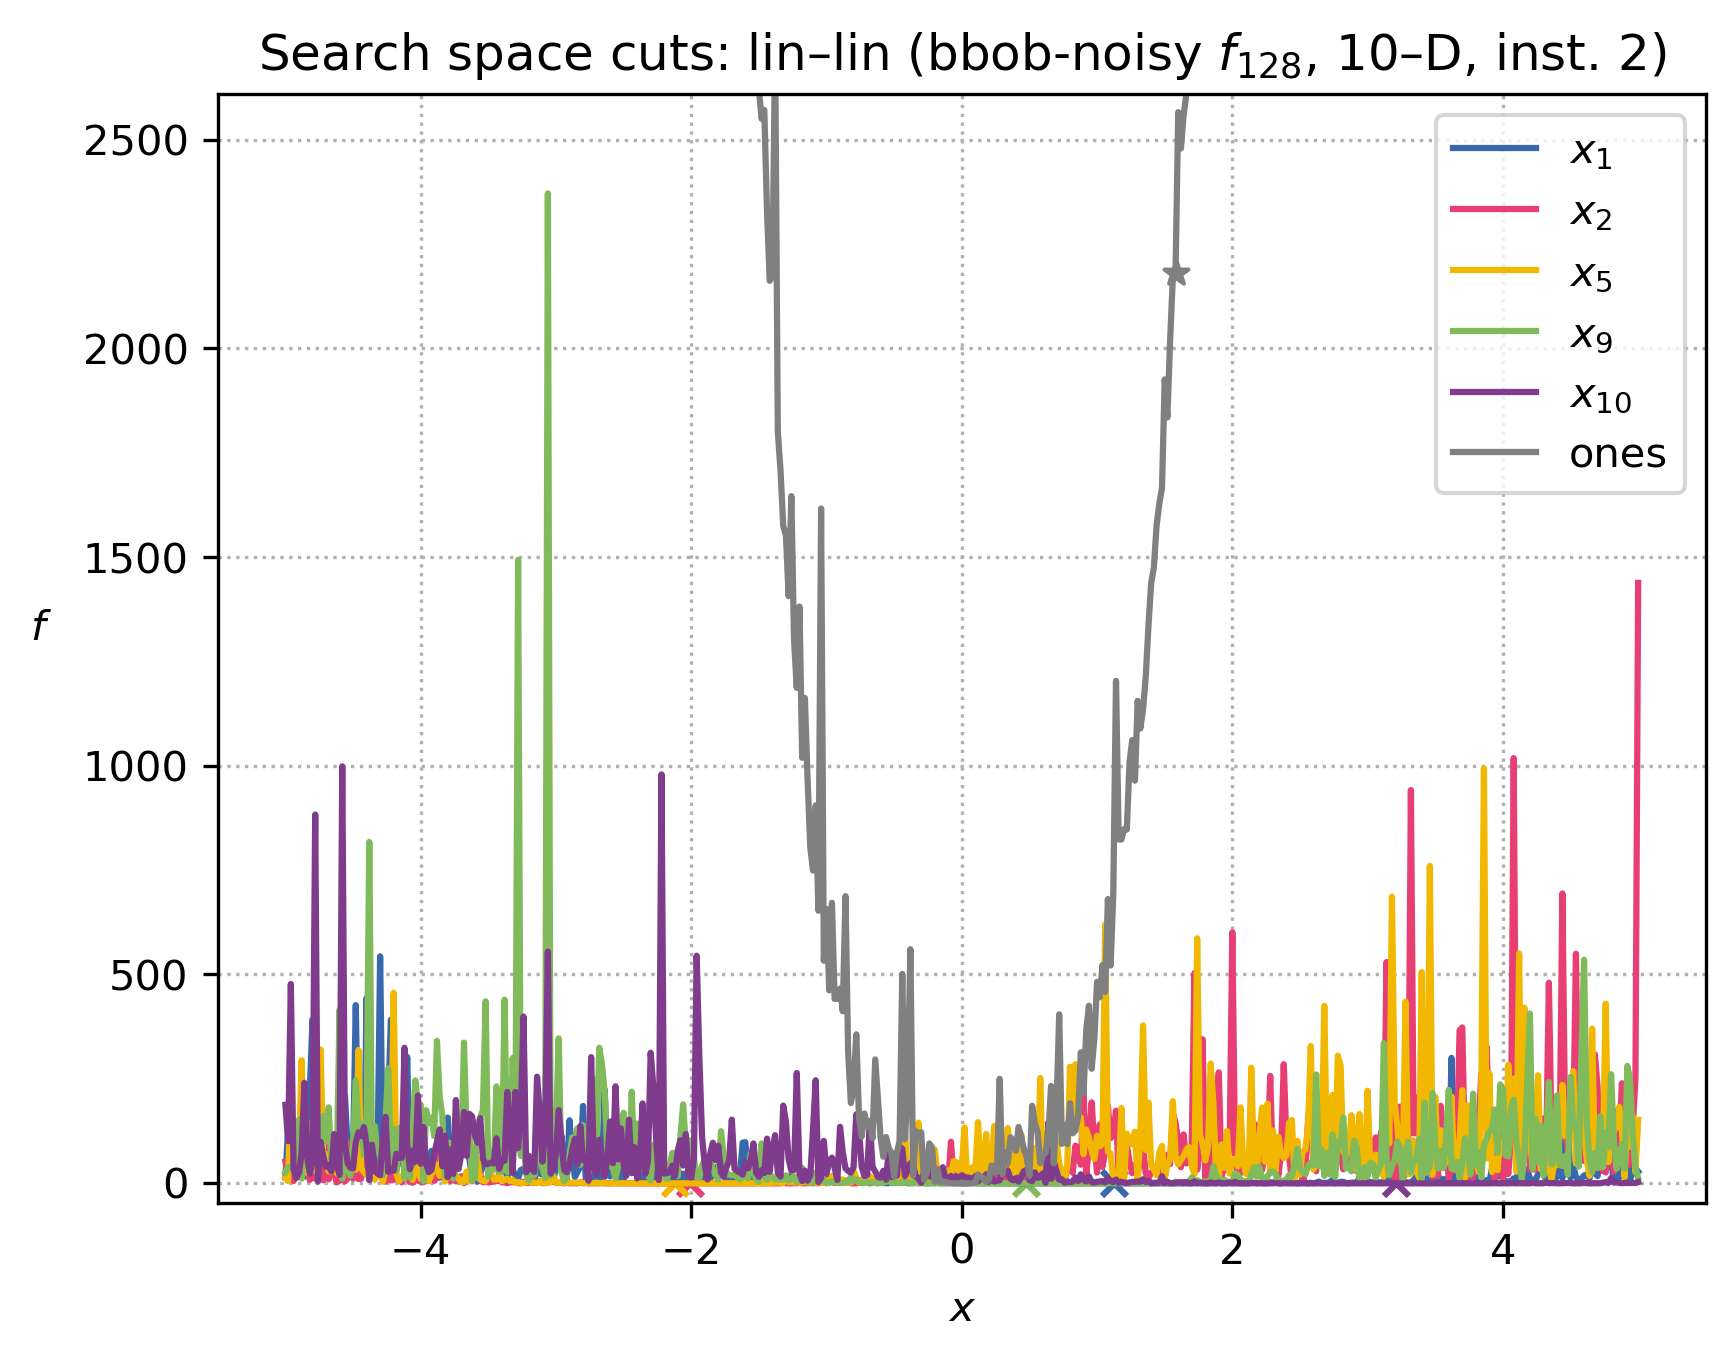 Search space cuts: lin–lin (bbob-noisy f128, 10–D, inst. 2)
2500
2000
1500
1000
500
0
f
−4
−2
0
2
4
x
x1
x2
x5
x9
x10
ones